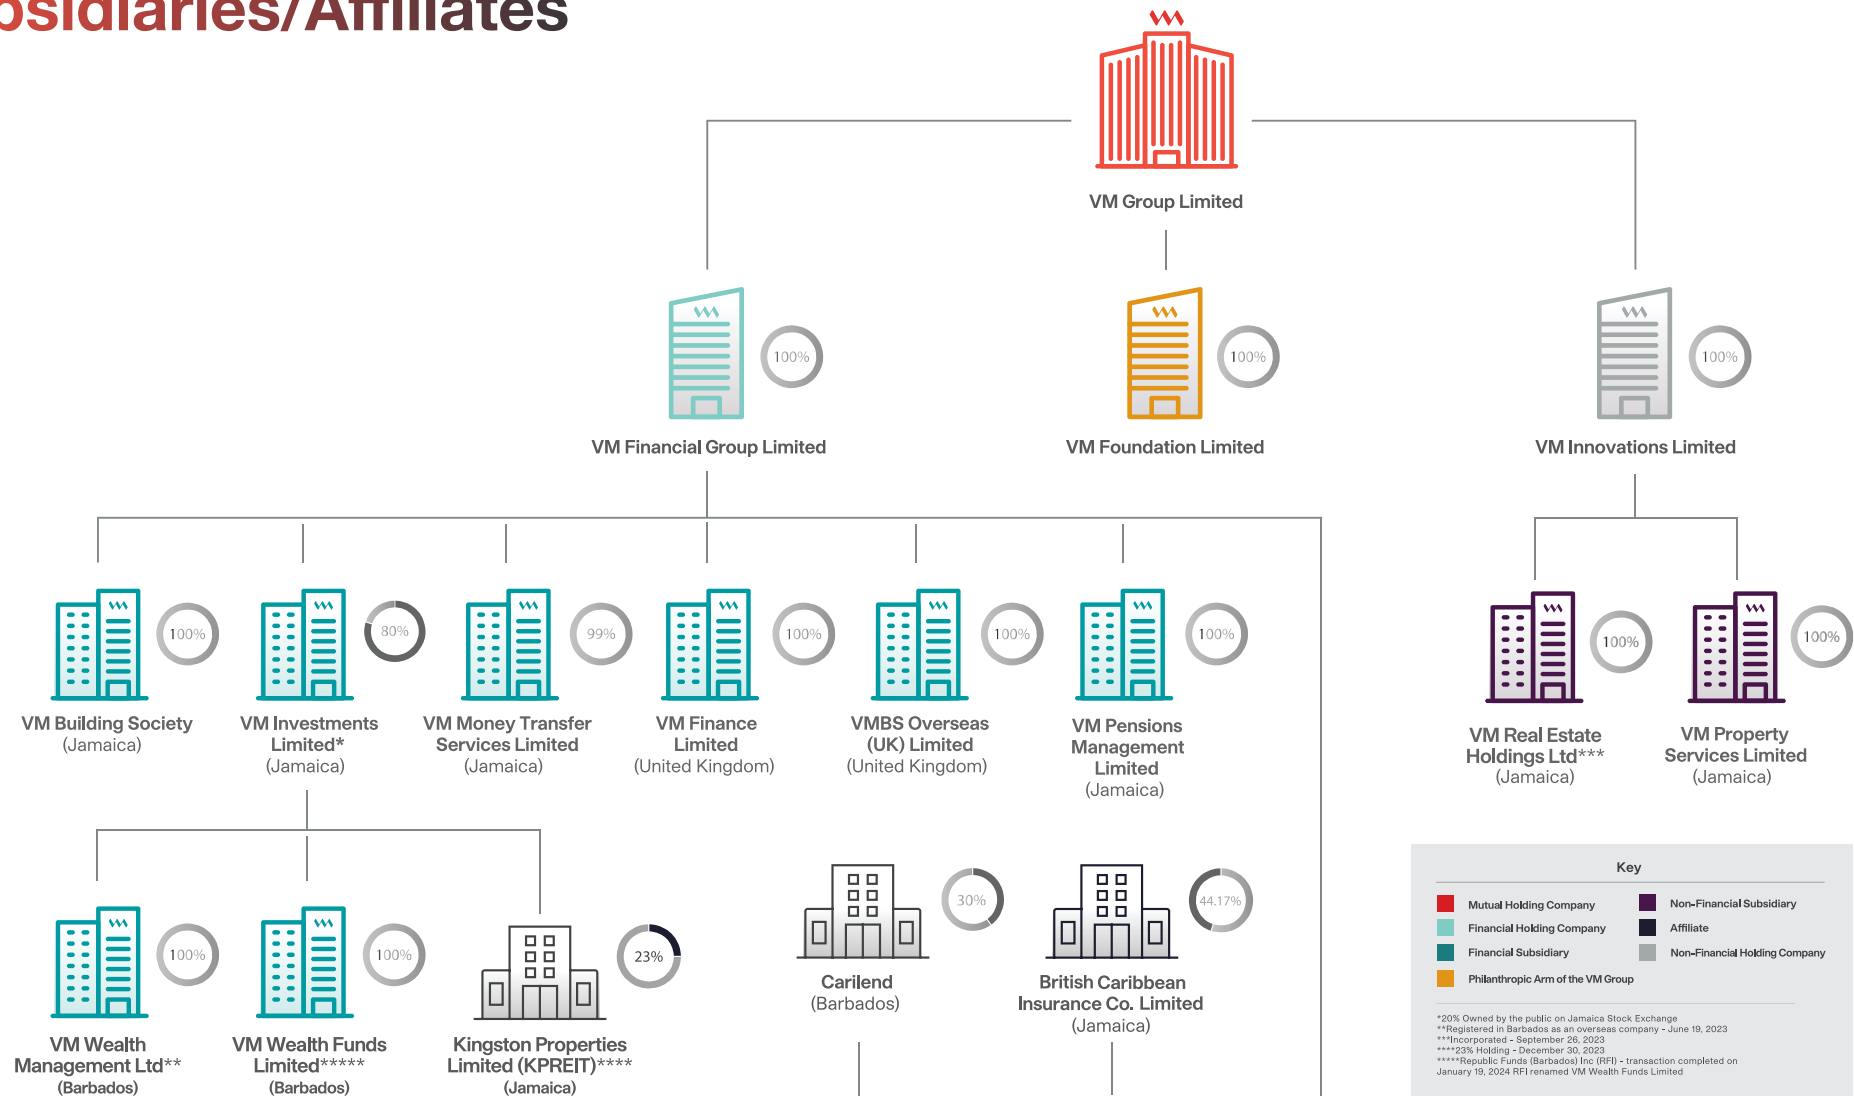 bsidiaries/Affiliates
VM Group Limited
100%
100%
100%
VM Financial Group Limited
VM Foundation Limited
VM Innovations Limited
100%
80%
99%
100%
100%
100%
100%
100%
VM Building Society
(Jamaica)
VM Investments
Limited*
(Jamaica)
VM Money Transfer
Services Limited
(Jamaica)
VM Finance
Limited
(United Kingdom)
VMBS Overseas
(UK) Limited
(United Kingdom)
VM Pensions
Management
Limited
(Jamaica)
VM Real Estate
Holdings Ltd***
(Jamaica)
VM Property
Services Limited
(Jamaica)
100%
100%
23%
30%
44.17%
VM Wealth
Management Ltd**
(Barbados)
VM Wealth Funds
Limited*****
(Barbados)
Kingston Properties
Limited (KPREIT)****
(Jamaica)
Carilend
(Barbados)
British Caribbean
Insurance Co. Limited
(Jamaica)
Key
Mutual Holding Company
Financial Holding Company
Financial Subsidiary
Philanthropic Arm of the VM Group
Non-Financial Subsidiary
Affiliate
Non-Financial Holding Company
*20% Owned by the public on Jamaica Stock Exchange
**Registered in Barbados as an overseas company - June 19, 2023
***Incorporated - September 26, 2023
****23% Holding - December 30, 2023
*****Republic Funds (Barbados) Inc (RFI) - transaction completed on
January 19, 2024 RFI renamed VM Wealth Funds Limited